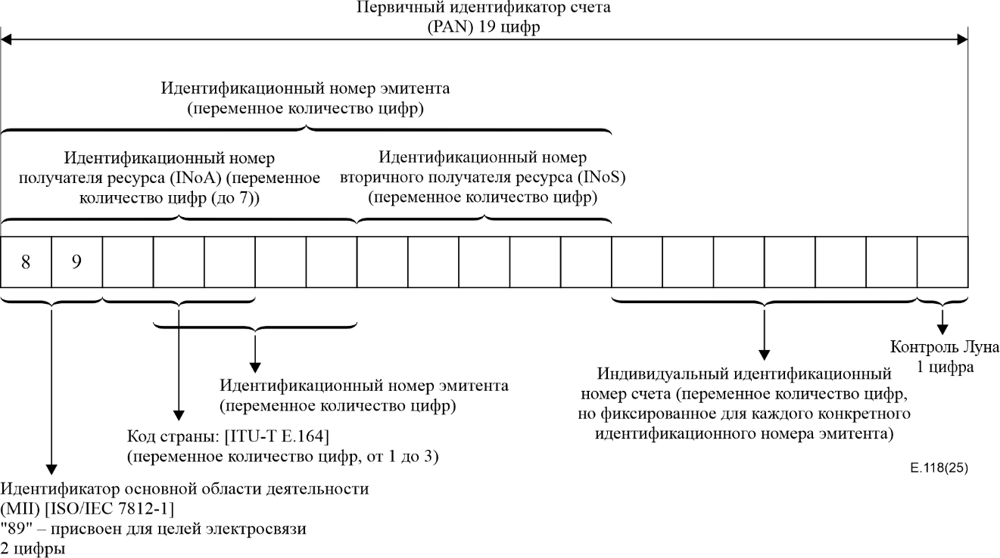 Первичный идентификатор счета
(PAN) 19 цифр
Идентификационный номер эмитента
(переменное количество цифр)
Идентификационный номер
получателя ресурса (INoA) (переменное
количество цифр (до 7))
Идентификационный номер
вторичного получателя ресурса (INoS)
(переменное количество цифр)
8 9
Контроль Луна
1 цифра
Индивидуальный идентификационный
номер счета (переменное количество цифр,
но фиксированное для каждого конкретного
идентификационного номера эмитента)
Идентификационный номер эмитента
(переменное количество цифр)
Код страны: [ITU-T E.164]
(переменное количество цифр, от 1 до 3)
E.118(25)
Идентификатор основной области деятельности
(MII) [ISO/IEC 7812-1]
"89" – присвоен для целей электросвязи
2 цифры